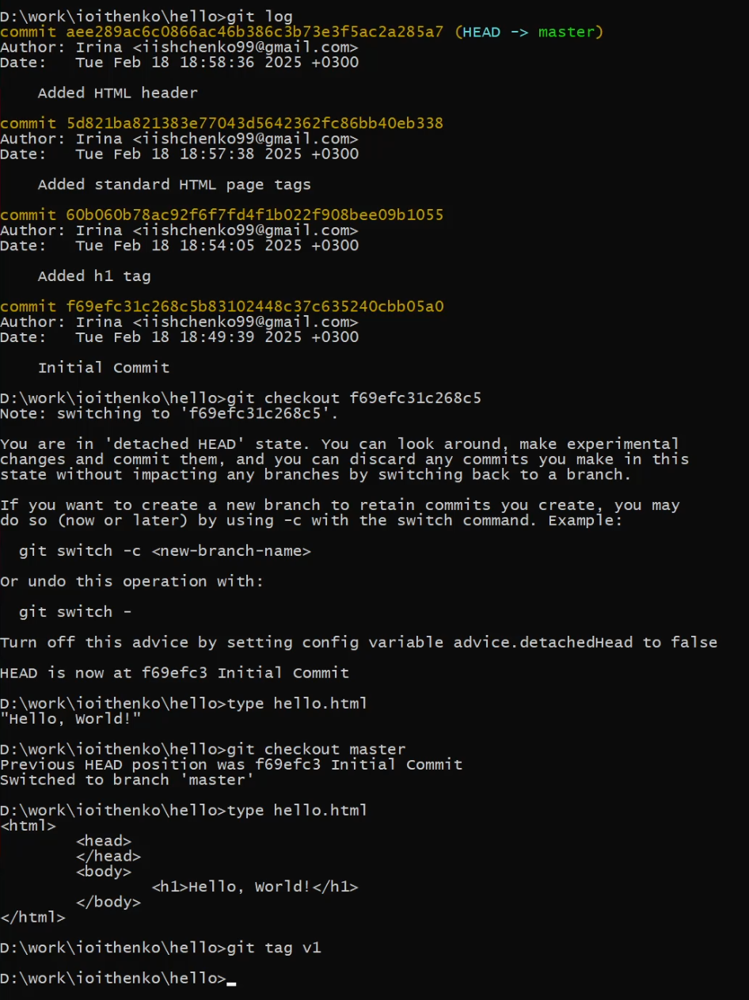 D:\work\ioithenko\hello>git log
commit aee289ac6c0866ac46b386c3b73e3f5ac2a285a7 (HEAD -> master)
Author: Irina <iishchenko99@gmail.com>
Date:   Tue Feb 18 18:58:36 2025 +0300

    Added HTML header

commit 5d821ba821383e77043d5642362fc86bb40eb338
Author: Irina <iishchenko99@gmail.com>
Date:   Tue Feb 18 18:57:38 2025 +0300

    Added standard HTML page tags

commit 60b060b78ac92f6f7fd4f1b022f908bee09b1055
Author: Irina <iishchenko99@gmail.com>
Date:   Tue Feb 18 18:54:05 2025 +0300

    Added h1 tag

commit f69efc31c268c5b83102448c37c635240cbb05a0
Author: Irina <iishchenko99@gmail.com>
Date:   Tue Feb 18 18:49:39 2025 +0300

    Initial Commit

D:\work\ioithenko\hello>git checkout f69efc31c268c5
Note: switching to 'f69efc31c268c5'.

You are in 'detached HEAD' state. You can look around, make experimental
changes and commit them, and you can discard any commits you make in this
state without impacting any branches by switching back to a branch.

If you want to create a new branch to retain commits you create, you may
do so (now or later) by using -c with the switch command. Example:

  git switch -c <new-branch-name>

Or undo this operation with:

  git switch -

Turn off this advice by setting config variable advice.detachedHead to false

HEAD is now at f69efc3 Initial Commit

D:\work\ioithenko\hello>type hello.html
"Hello, World!"

D:\work\ioithenko\hello>git checkout master
Previous HEAD position was f69efc3 Initial Commit
Switched to branch 'master'

D:\work\ioithenko\hello>type hello.html
<html>
        <head>
        </head>
        <body>
                <h1>Hello, World!</h1>
        </body>
</html>

D:\work\ioithenko\hello>git tag v1

D:\work\ioithenko\hello>